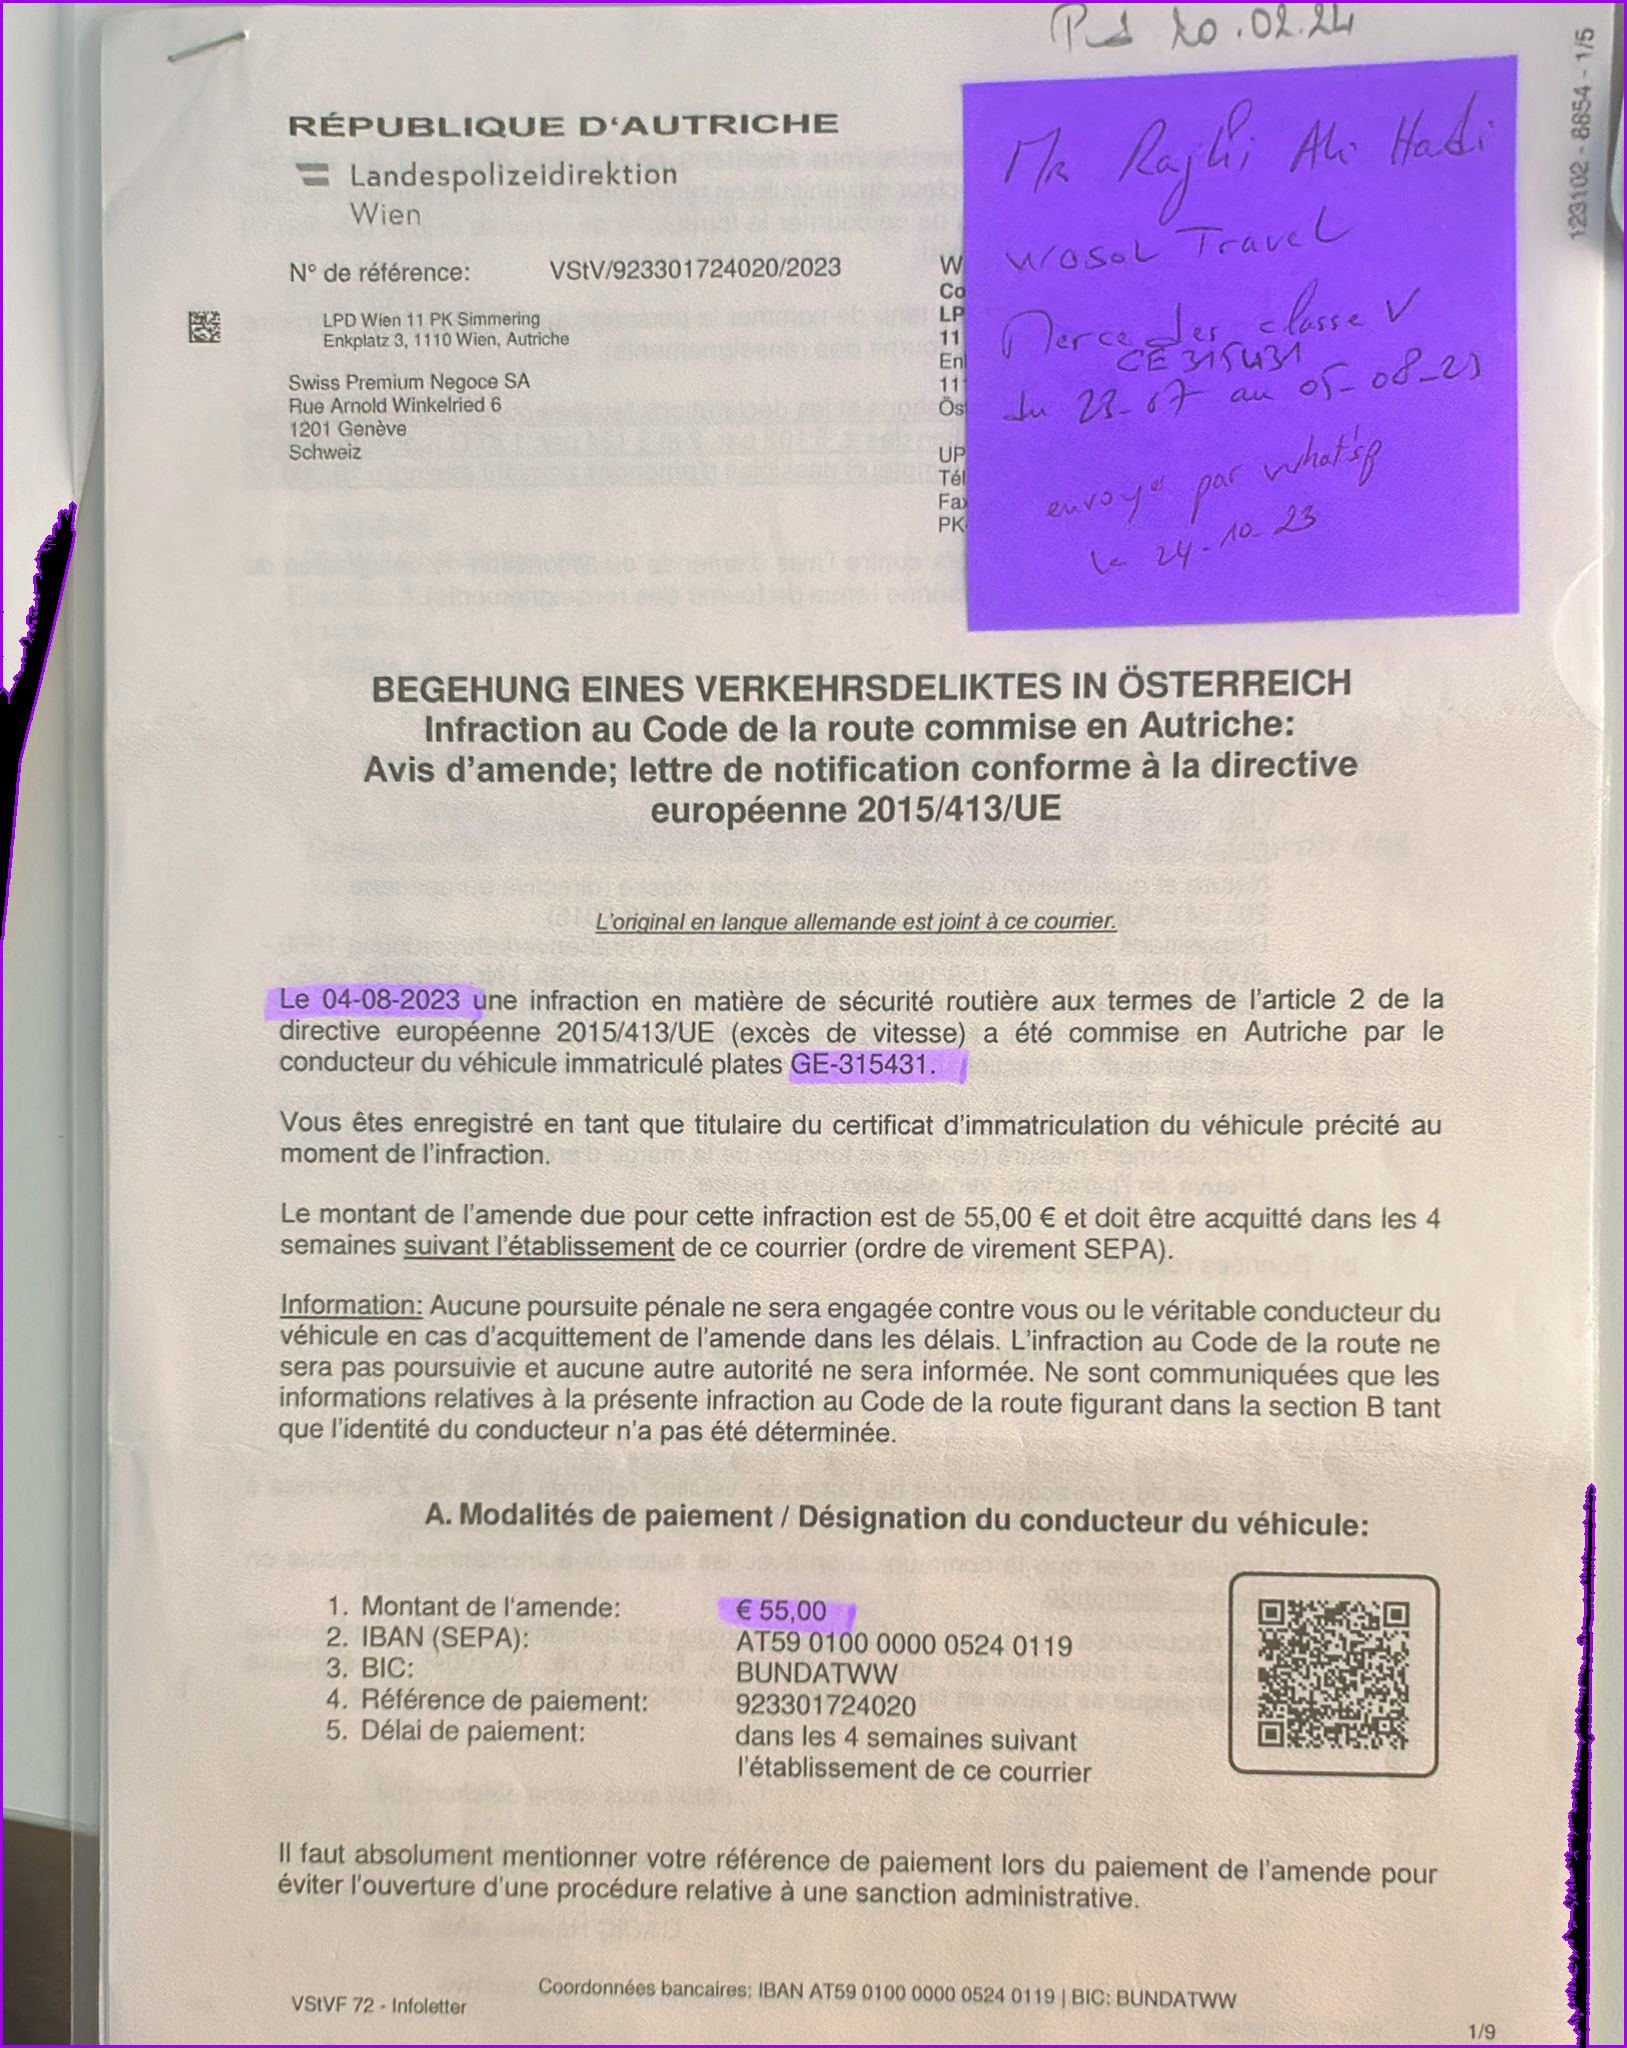 20.02.24
123102 - 8854 - 1/5
RÉPUBLIQUE D'AUTRICHE
Landespolizeidirektion
Wien
N° de référence: VStV/923301724020/2023
LPD Wien 11 PK Simmering
Enkplatz 3, 1110 Wien, Autriche
Swiss Premium Negoce SA
Rue Arnold Winkelried 6
1201 Genève
Schweiz
W
Co
LP
11
En
11
Ös
UP
Tél
Fax
PK
Mr Rajhi Ali Hadi
Wosol Travel
Mercedes classe V
GE 315431
du 23-07 au 05-08-23
envoyé par What'sp
le 24-10-23
BEGEHUNG EINES VERKEHRSDELIKTES IN ÖSTERREICH
Infraction au Code de la route commise en Autriche:
Avis d'amende; lettre de notification conforme à la directive
européenne 2015/413/UE
L'original en langue allemande est joint à ce courrier.
Le 04-08-2023 une infraction en matière de sécurité routière aux termes de l'article 2 de la
directive européenne 2015/413/UE (excès de vitesse) a été commise en Autriche par le
conducteur du véhicule immatriculé plates GE-315431.
Vous êtes enregistré en tant que titulaire du certificat d'immatriculation du véhicule précité au
moment de l'infraction.
Le montant de l'amende due pour cette infraction est de 55,00 € et doit être acquitté dans les 4
semaines suivant l'établissement de ce courrier (ordre de virement SEPA).
Information: Aucune poursuite pénale ne sera engagée contre vous ou le véritable conducteur du
véhicule en cas d'acquittement de l'amende dans les délais. L'infraction au Code de la route ne
sera pas poursuivie et aucune autre autorité ne sera informée. Ne sont communiquées que les
informations relatives à la présente infraction au Code de la route figurant dans la section B tant
que l'identité du conducteur n'a pas été déterminée.
A. Modalités de paiement / Désignation du conducteur du véhicule:
1. Montant de l'amende: € 55,00
2. IBAN (SEPA): AT59 0100 0000 0524 0119
3. BIC: BUNDATWW
4. Référence de paiement: 923301724020
5. Délai de paiement: dans les 4 semaines suivant
l'établissement de ce courrier
Il faut absolument mentionner votre référence de paiement lors du paiement de l'amende pour
éviter l'ouverture d'une procédure relative à une sanction administrative.
VStVF 72 - Infoletter
Coordonnées bancaires: IBAN AT59 0100 0000 0524 0119 | BIC: BUNDATWW
1/9